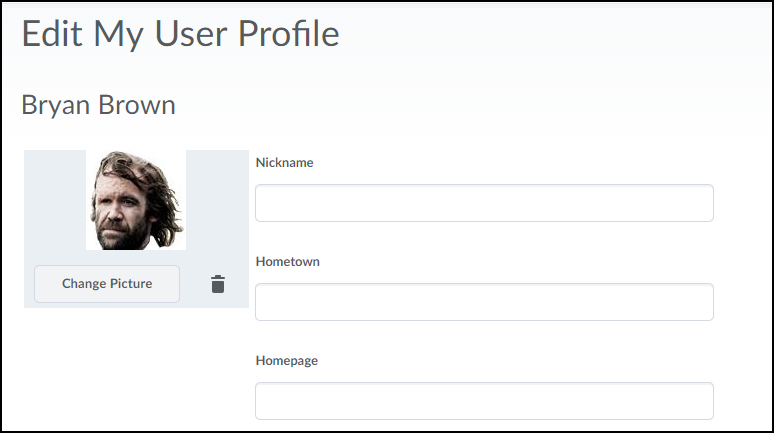 Edit My User Profile
Bryan Brown
Nickname
Change Picture
Hometown
Homepage